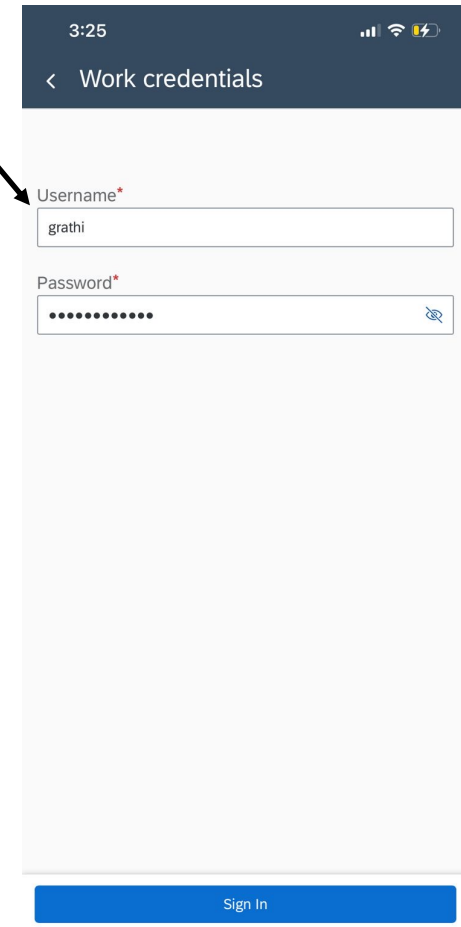 3:25
Work credentials
Username*
grathi
Password*
••••••••••••
Sign In